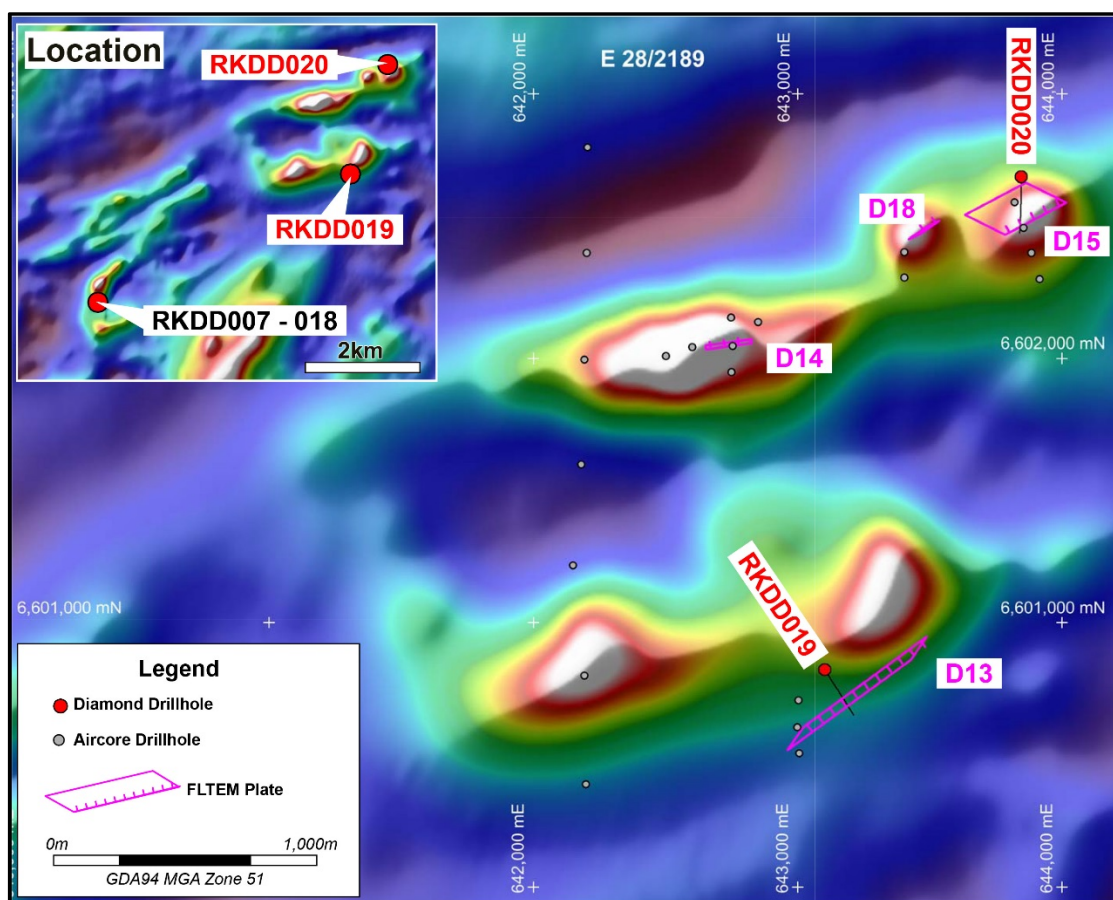 Location
RKDD020
RKDD019
RKDD007 - 018
2km
E 28/2189
642,000 mE
643,000 mE
644,000 mE
RKDD020
D18
D15
D14
6,602,000 mN
6,601,000 mN
6,601,000 mN
RKDD019
D13
642,000 mE
643,000 mE
644,000 mE
Legend
Diamond Drillhole
Aircore Drillhole
FLTEM Plate
0m 1,000m
GDA94 MGA Zone 51